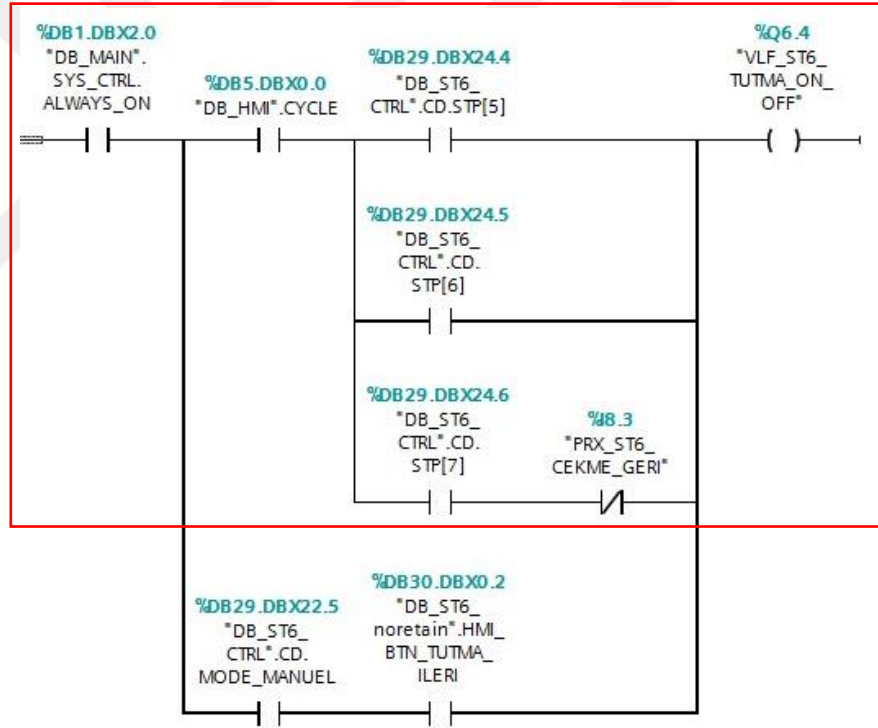 %DB1.DBX2.0
"DB_MAIN".
SYS_CTRL.
ALWAYS_ON
%DB5.DBX0.0
"DB_HMI".CYCLE
%DB29.DBX24.4
"DB_ST6_
CTRL".CD.STP[5]
%Q6.4
"VLF_ST6_
TUTMA_ON_
OFF"
%DB29.DBX24.5
"DB_ST6_
CTRL".CD.
STP[6]
%DB29.DBX24.6
"DB_ST6_
CTRL".CD.
STP[7]
%I8.3
"PRX_ST6_
CEKME_GERI"
%DB29.DBX22.5
"DB_ST6_
CTRL".CD.
MODE_MANUEL
%DB30.DBX0.2
"DB_ST6_
noretain".HMI_
BTN_TUTMA_
ILERI